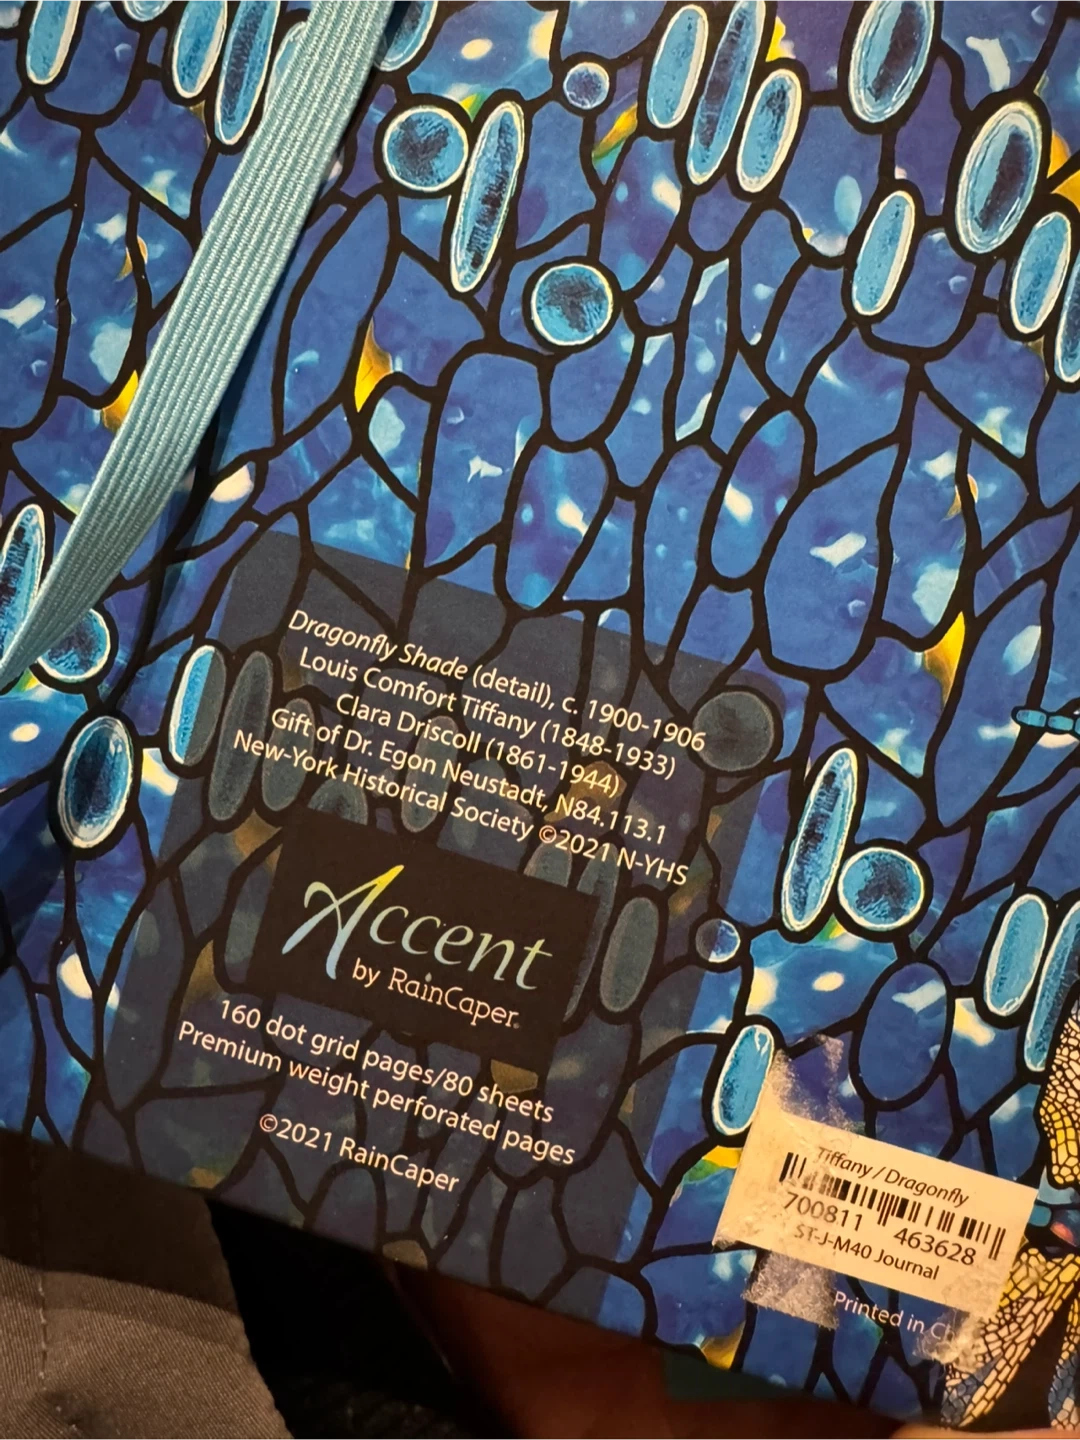 Dragonfly Shade (detail), c. 1900-1906
Louis Comfort Tiffany (1848-1933)
Clara Driscoll (1861-1944)
Gift of Dr. Egon Neustadt, N84.113.1
New-York Historical Society ©2021 N-YHS
Accent
by RainCaper®
160 dot grid pages/80 sheets
Premium weight perforated pages
©2021 RainCaper
Tiffany / Dragonfly
700811 463628
ST-J-M40 Journal
Printed in